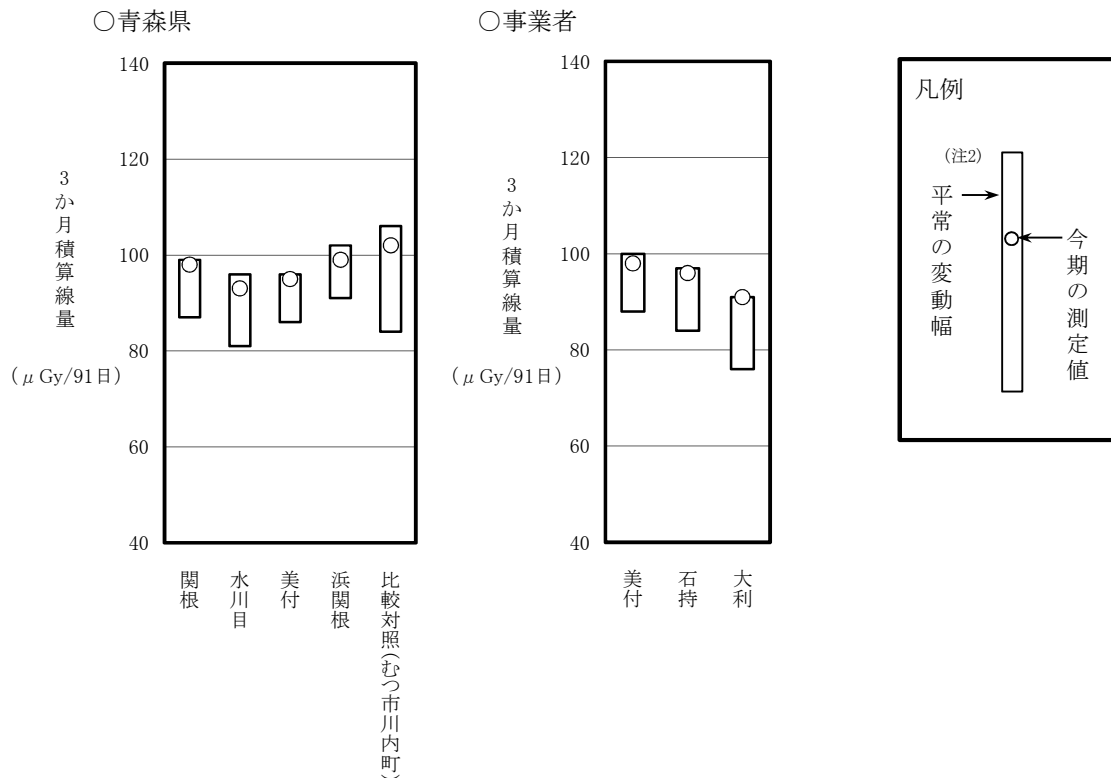 ○青森県
140
120
100
80
60
40
3か月積算線量
(μGy/91日)
関根
水川目
美付
浜関根
比較対照(むつ市川内町)
○事業者
140
120
100
80
60
40
3か月積算線量
(μGy/91日)
美付
石持
大利
凡例
(注2)
平常の変動幅
今期の測定値